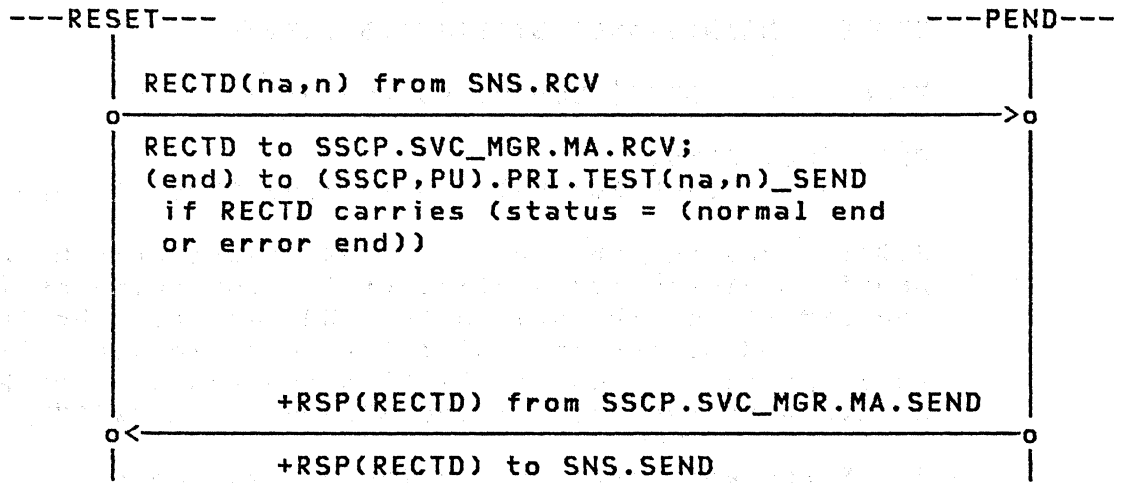 ---RESET--- ---PEND---
RECTD(na,n) from SNS.RCV
RECTD to SSCP.SVC_MGR.MA.RCV;
(end) to (SSCP,PU).PRI.TEST(na,n)_SEND
if RECTD carries (status = (normal end
or error end))
+RSP(RECTD) from SSCP.SVC_MGR.MA.SEND
+RSP(RECTD) to SNS.SEND